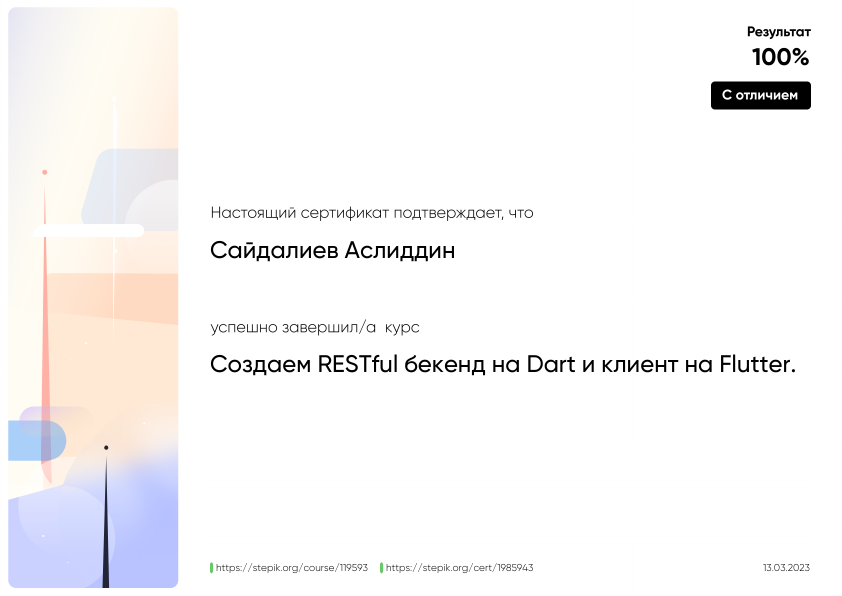 Результат
100%
С отличием
Настоящий сертификат подтверждает, что
Сайдалиев Аслиддин
успешно завершил/а  курс
Создаем RESTful бекенд на Dart и клиент на Flutter.
https://stepik.org/course/119593 https://stepik.org/cert/1985943 13.03.2023